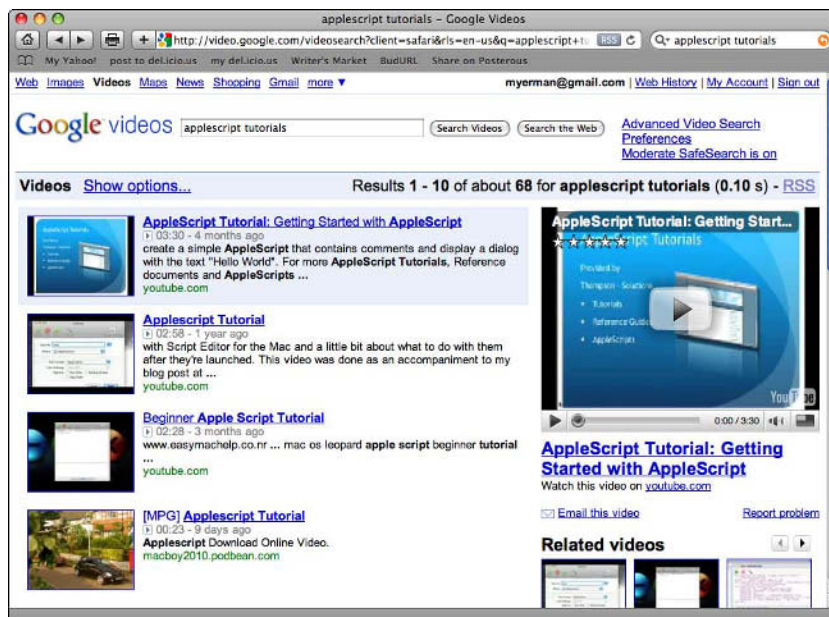 applescript tutorials – Google Videos
http://video.google.com/videosearch?client=safari&rls=en-us&q=applescript+tu RSS applescript tutorials
My Yahoo! post to del.icio.us my del.icio.us Writer's Market BudURL Share on Posterous
Web Images Videos Maps News Shopping Gmail more ▼ myerman@gmail.com | Web History | My Account | Sign out
Google videos applescript tutorials Search Videos Search the Web
Advanced Video Search
Preferences
Moderate SafeSearch is on
Videos Show options... Results 1 - 10 of about 68 for applescript tutorials (0.10 s) - RSS
AppleScript Tutorial: Getting Started with AppleScript
03:30 - 4 months ago
create a simple AppleScript that contains comments and display a dialog
with the text "Hello World". For more AppleScript Tutorials, Reference
documents and AppleScripts ...
youtube.com
Applescript Tutorial
02:58 - 1 year ago
with Script Editor for the Mac and a little bit about what to do with them
after they're launched. This video was done as an accompaniment to my
blog post at ...
youtube.com
Beginner Apple Script Tutorial
02:28 - 3 months ago
www.easymachelp.co.nr ... mac os leopard apple script beginner tutorial
...
youtube.com
[MPG] Applescript Tutorial
00:23 - 9 days ago
Applescript Download Online Video.
macboy2010.podbean.com
AppleScript Tutorial: Getting Start...
Tutorials
Provided by
Thompson - Solutions
• Tutorials
• Reference Guides
• AppleScripts
YouTube
0:00 / 3:30
AppleScript Tutorial: Getting
Started with AppleScript
Watch this video on youtube.com
Email this video Report problem
Related videos